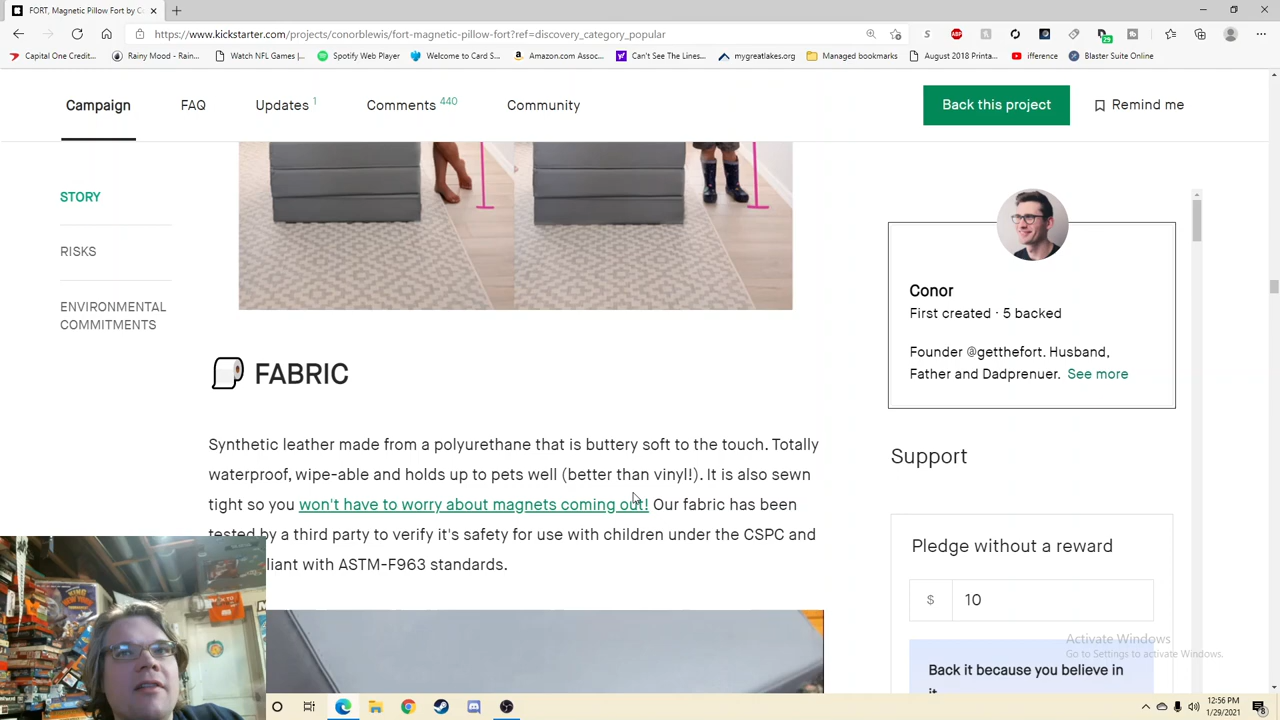 FORT, Magnetic Pillow Fort by C
https://www.kickstarter.com/projects/conorblewis/fort-magnetic-pillow-fort?ref=discovery_category_popular
Capital One Credit...
Rainy Mood - Rain...
Watch NFL Games |...
Spotify Web Player
Welcome to Card S...
Amazon.com Assoc...
Can't See The Lines...
mygreatlakes.org
Managed bookmarks
August 2018 Printa...
ifference
Blaster Suite Online
Campaign
FAQ
Updates 1
Comments 440
Community
Back this project
Remind me
STORY
RISKS
ENVIRONMENTAL
COMMITMENTS
FABRIC
Synthetic leather made from a polyurethane that is buttery soft to the touch. Totally
waterproof, wipe-able and holds up to pets well (better than vinyl!). It is also sewn
tight so you won't have to worry about magnets coming out! Our fabric has been
tested by a third party to verify it's safety for use with children under the CSPC and
liant with ASTM-F963 standards.
Conor
First created · 5 backed
Founder @getthefort. Husband,
Father and Dadprenuer. See more
Support
Pledge without a reward
$ 10
Back it because you believe in
it.
Activate Windows
Go to Settings to activate Windows.
KING
NEW YORK
12:56 PM
1/29/2021